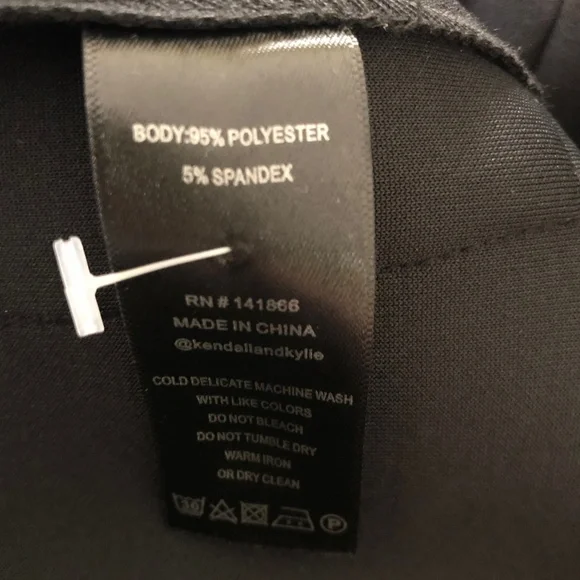 BODY:95% POLYESTER
5% SPANDEX
RN # 141866
MADE IN CHINA
@kendallandkylie
COLD DELICATE MACHINE WASH
WITH LIKE COLORS
DO NOT BLEACH
DO NOT TUMBLE DRY
WARM IRON
OR DRY CLEAN
30 P